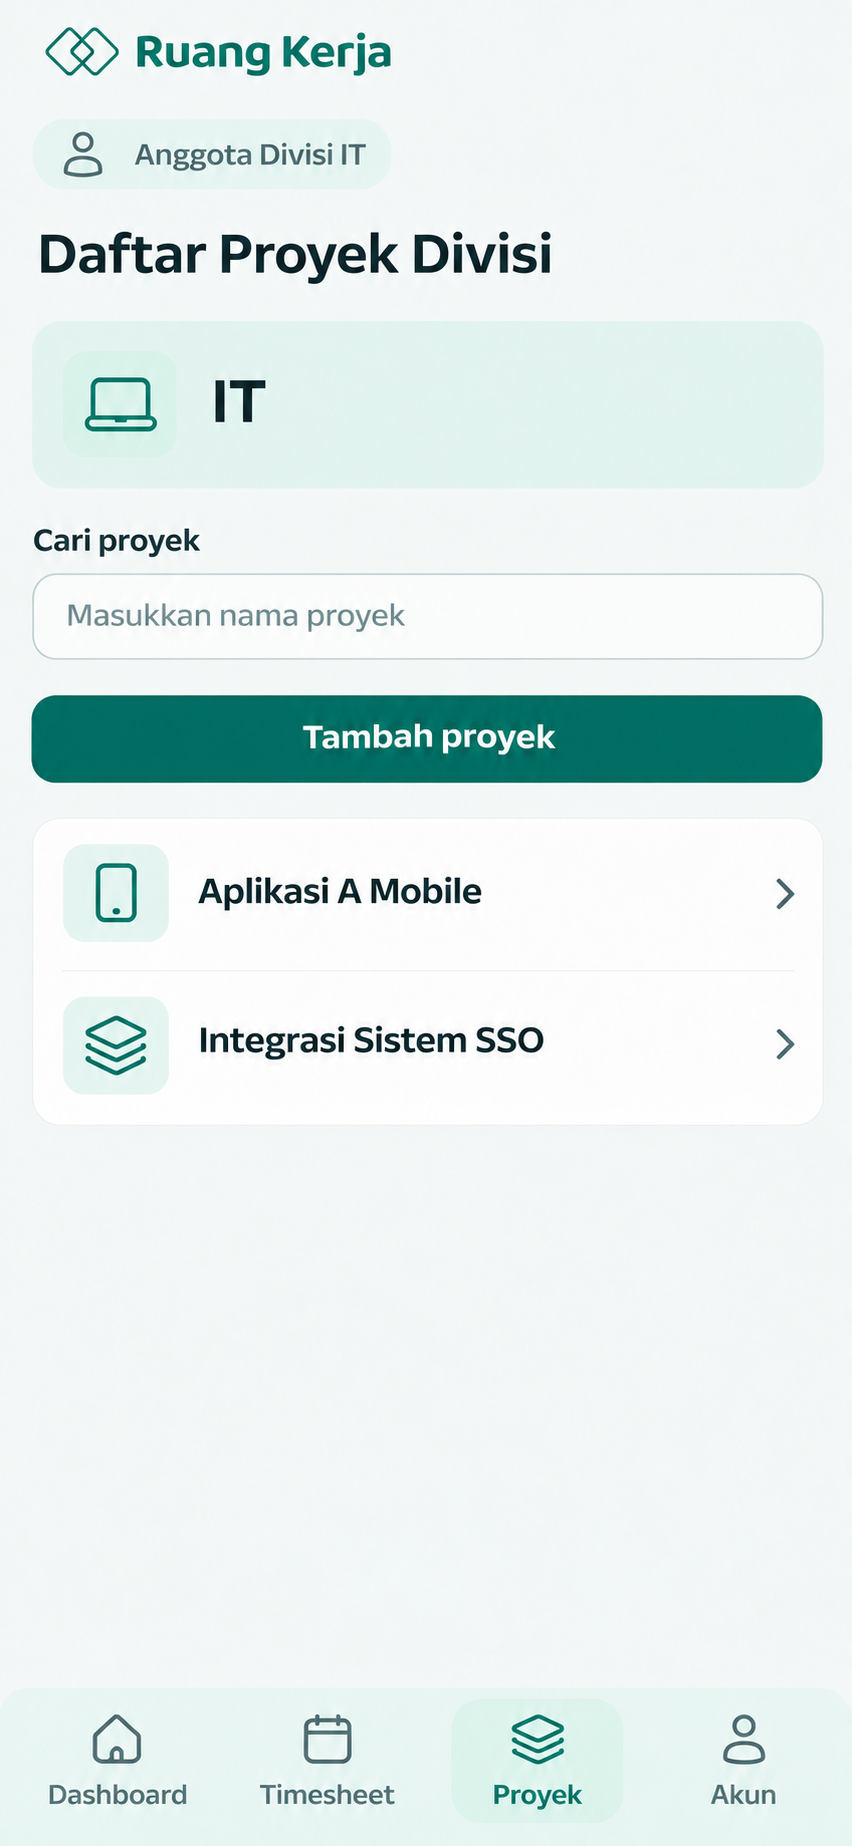 Ruang Kerja
Anggota Divisi IT
Daftar Proyek Divisi
IT
Cari proyek
Masukkan nama proyek
Tambah proyek
Aplikasi A Mobile
Integrasi Sistem SSO
Dashboard
Timesheet
Proyek
Akun